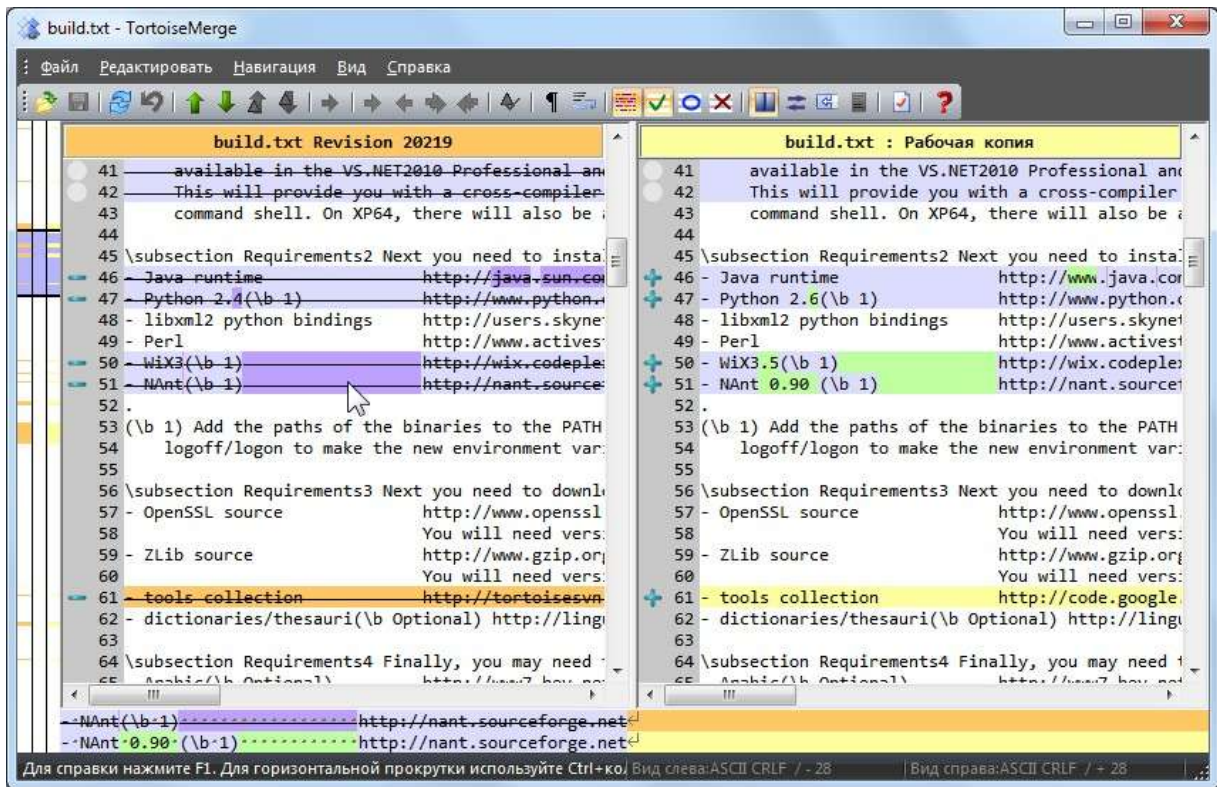 build.txt - TortoiseMerge
Файл Редактировать Навигация Вид Справка
build.txt Revision 20219
41 available in the VS.NET2010 Professional and
42 This will provide you with a cross-compiler
43 command shell. On XP64, there will also be
44
45 \subsection Requirements2 Next you need to
46 - Java runtime http://java.sun.com
47 - Python 2.4(\b 1) http://www.python.
48 - libxml2 python bindings http://users.skyne
49 - Perl http://www.actives
50 - WiX3(\b 1) http://wix.codeple
51 - NAnt(\b 1) http://nant.source
52 .
53 (\b 1) Add the paths of the binaries to the PATH
54 logoff/logon to make the new environment var
55
56 \subsection Requirements3 Next you need to downl
57 - OpenSSL source http://www.openssl
58 You will need vers
59 - ZLib source http://www.gzip.or
60 You will need vers
61 - tools collection http://tortoisesvn
62 - dictionaries/thesauri(\b Optional) http://ling
63
64 \subsection Requirements4 Finally, you may need
65
build.txt : Рабочая копия
41 available in the VS.NET2010 Professional and
42 This will provide you with a cross-compiler
43 command shell. On XP64, there will also be a
44
45 \subsection Requirements2 Next you need to insta
46 - Java runtime http://www.java.com
47 - Python 2.6(\b 1) http://www.python.o
48 - libxml2 python bindings http://users.skynet
49 - Perl http://www.activest
50 - WiX3.5(\b 1) http://wix.codeplex
51 - NAnt 0.90 (\b 1) http://nant.sourcef
52 .
53 (\b 1) Add the paths of the binaries to the PATH
54 logoff/logon to make the new environment var
55
56 \subsection Requirements3 Next you need to downlo
57 - OpenSSL source http://www.openssl.
58 You will need vers
59 - ZLib source http://www.gzip.org
60 You will need vers
61 - tools collection http://code.google.
62 - dictionaries/thesauri(\b Optional) http://lingu
63
64 \subsection Requirements4 Finally, you may need t
65
- NAnt(\b·1)··················http://nant.sourceforge.net
-·NAnt·0.90·(\b·1)············http://nant.sourceforge.net
Для справки нажмите F1. Для горизонтальной прокрутки используйте Ctrl+ко Вид слева:ASCII CRLF / - 28 Вид справа:ASCII CRLF / + 28